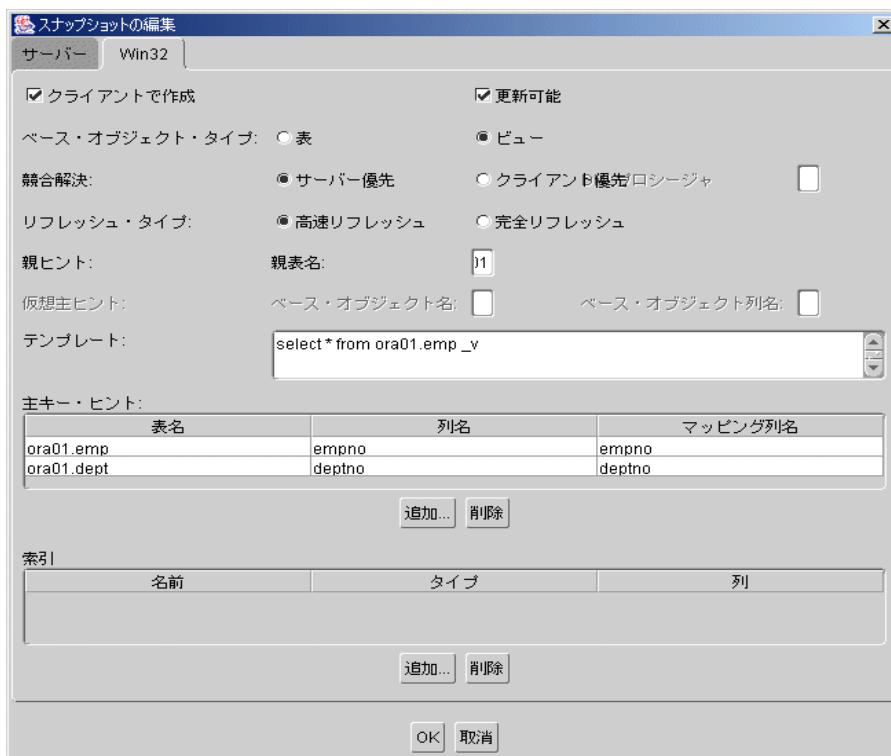 スナップショットの編集
サーバー Win32
クライアントで作成 更新可能
ベース・オブジェクト・タイプ: 表 ビュー
競合解決: サーバー優先 クライアント優先 プロシージャ
リフレッシュ・タイプ: 高速リフレッシュ 完全リフレッシュ
親ヒント: 親表名: 01
仮想主ヒント: ベース・オブジェクト名: ベース・オブジェクト列名:
テンプレート: select * from ora01.emp _v
主キー・ヒント:
表名 列名 マッピング列名
ora01.emp empno empno
ora01.dept deptno deptno
追加... 削除
索引
名前 タイプ 列
追加... 削除
OK 取消